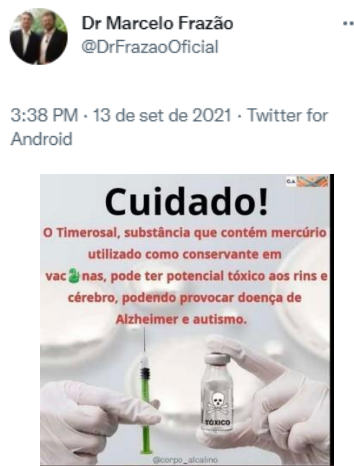 Dr Marcelo Frazão
@DrFrazaoOficial
3:38 PM · 13 de set de 2021 · Twitter for
Android
Cuidado!
O Timerosal, substância que contém mercúrio
utilizado como conservante em
vac🐍nas, pode ter potencial tóxico aos rins e
cérebro, podendo provocar doença de
Alzheimer e autismo.
TÓXICO
@corpo_alcalino